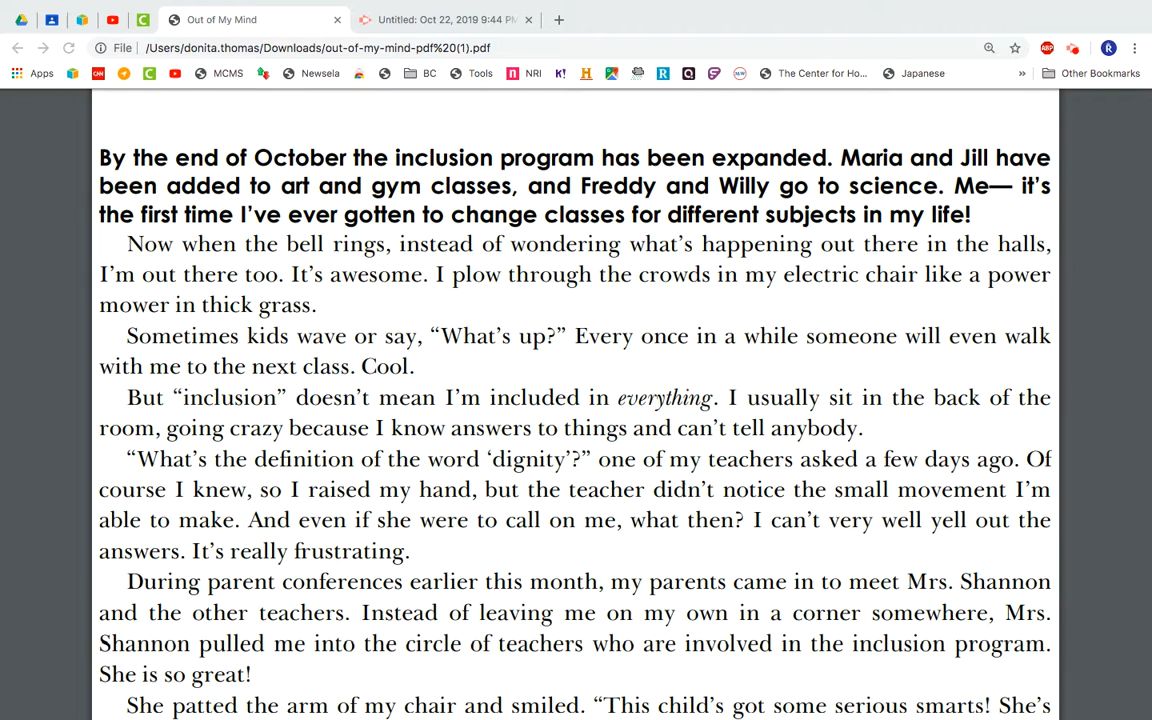 Out of My Mind
Untitled: Oct 22, 2019 9:44 PM
File /Users/donita.thomas/Downloads/out-of-my-mind-pdf%20(1).pdf
Apps MCMS Newsela BC Tools NRI The Center for Ho... Japanese » Other Bookmarks
By the end of October the inclusion program has been expanded. Maria and Jill have
been added to art and gym classes, and Freddy and Willy go to science. Me— it’s
the first time I’ve ever gotten to change classes for different subjects in my life!
Now when the bell rings, instead of wondering what’s happening out there in the halls,
I’m out there too. It’s awesome. I plow through the crowds in my electric chair like a power
mower in thick grass.
Sometimes kids wave or say, “What’s up?” Every once in a while someone will even walk
with me to the next class. Cool.
But “inclusion” doesn’t mean I’m included in everything. I usually sit in the back of the
room, going crazy because I know answers to things and can’t tell anybody.
“What’s the definition of the word ‘dignity’?” one of my teachers asked a few days ago. Of
course I knew, so I raised my hand, but the teacher didn’t notice the small movement I’m
able to make. And even if she were to call on me, what then? I can’t very well yell out the
answers. It’s really frustrating.
During parent conferences earlier this month, my parents came in to meet Mrs. Shannon
and the other teachers. Instead of leaving me on my own in a corner somewhere, Mrs.
Shannon pulled me into the circle of teachers who are involved in the inclusion program.
She is so great!
She patted the arm of my chair and smiled. “This child’s got some serious smarts! She’s